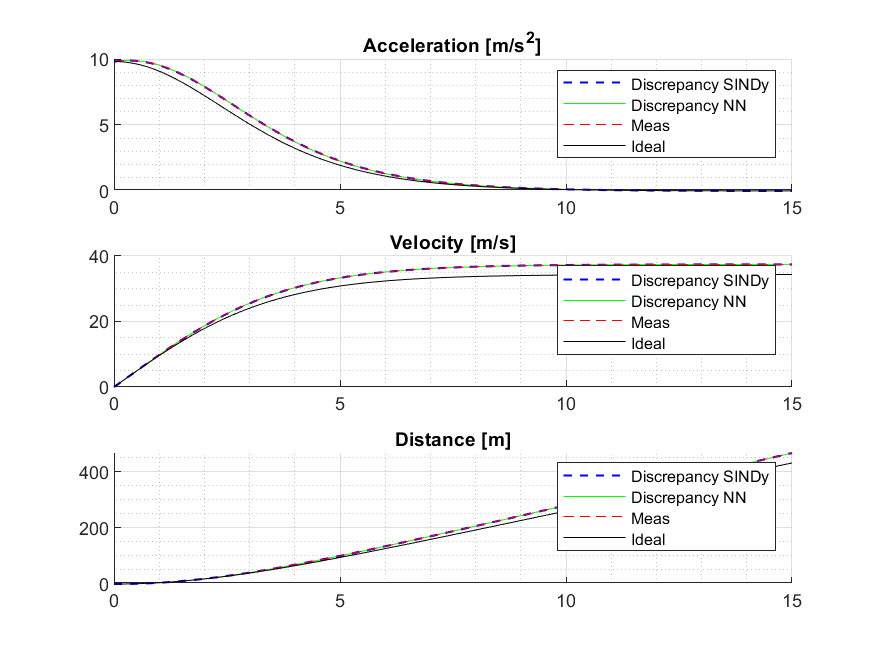 Acceleration [m/s²]
10
5
0
0
5
10
15
Discrepancy SINDy
Discrepancy NN
Meas
Ideal
Velocity [m/s]
40
20
0
0
5
10
15
Discrepancy SINDy
Discrepancy NN
Meas
Ideal
Distance [m]
400
200
0
0
5
10
15
Discrepancy SINDy
Discrepancy NN
Meas
Ideal